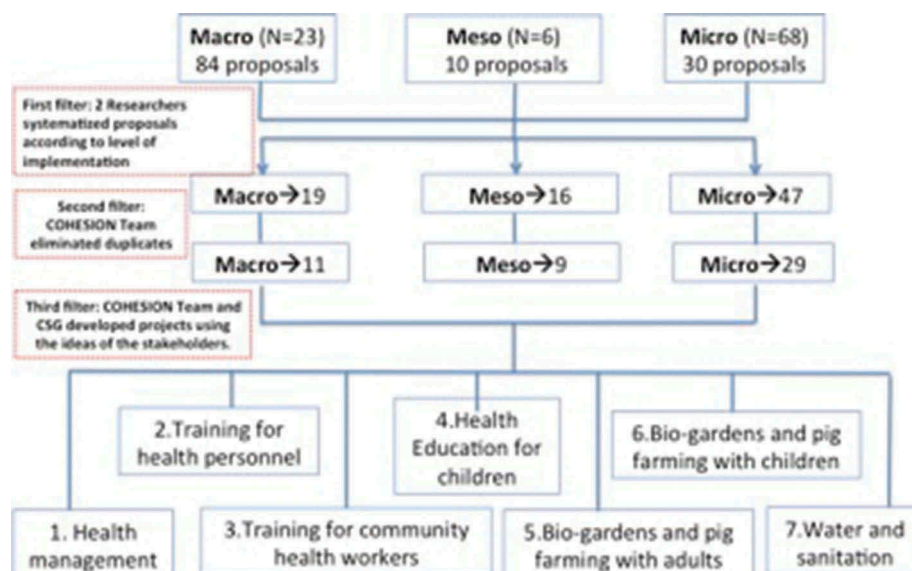 Macro (N=23)
84 proposals
Meso (N=6)
10 proposals
Micro (N=68)
30 proposals
First filter: 2 Researchers
systematized proposals
according to level of
implementation
Macro→19
Meso→16
Micro→47
Second filter:
COHESION Team
eliminated duplicates
Macro→11
Meso→9
Micro→29
Third filter: COHESION Team and
CSG developed projects using
the ideas of the stakeholders.
2.Training for
health personnel
4.Health
Education for
children
6.Bio-gardens and pig
farming with children
1. Health
management
3.Training for community
health workers
5.Bio-gardens and pig
farming with adults
7.Water and
sanitation